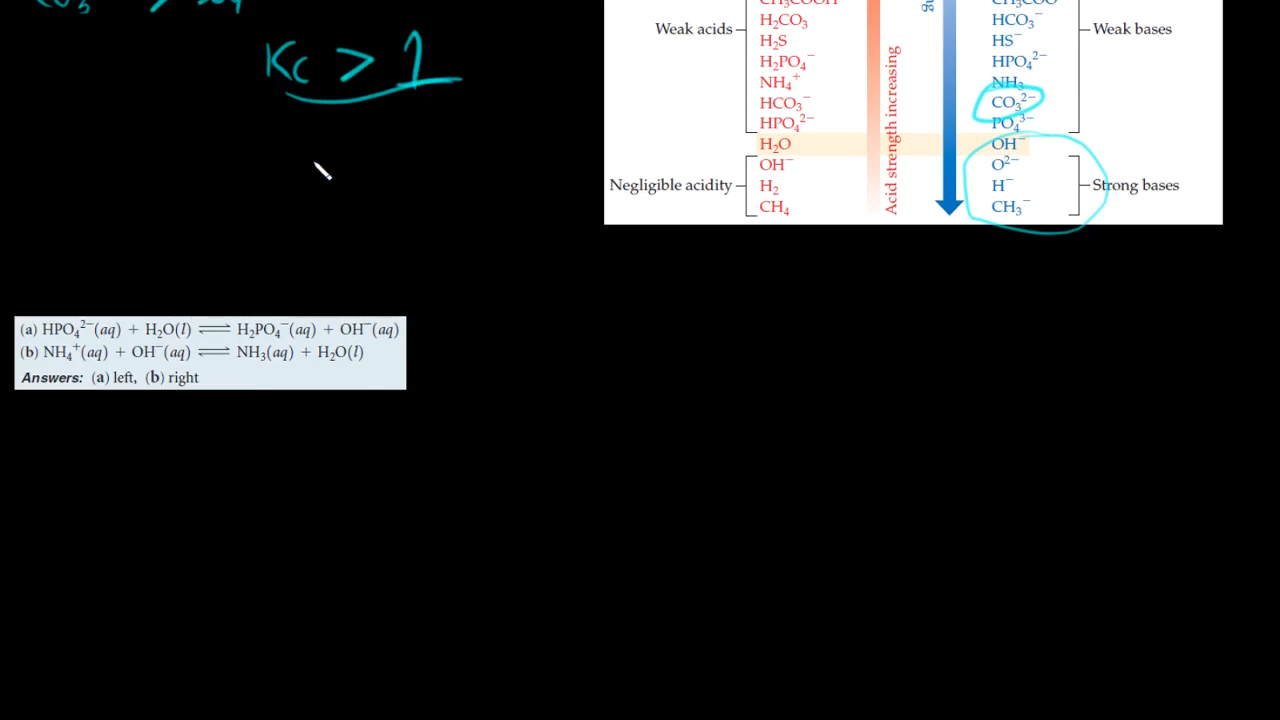 Kc > 1
CH₃COOH CH₃COO⁻
Weak acids H₂CO₃ HCO₃⁻ Weak bases
H₂S HS⁻
H₂PO₄⁻ HPO₄²⁻
NH₄⁺ NH₃
HCO₃⁻ CO₃²⁻
HPO₄²⁻ PO₄³⁻
H₂O OH⁻
OH⁻ O²⁻
Negligible acidity H₂ H⁻ Strong bases
CH₄ CH₃⁻
Acid strength increasing
(a) HPO₄²⁻(aq) + H₂O(l) ⇌ H₂PO₄⁻(aq) + OH⁻(aq)
(b) NH₄⁺(aq) + OH⁻(aq) ⇌ NH₃(aq) + H₂O(l)
Answers: (a) left, (b) right